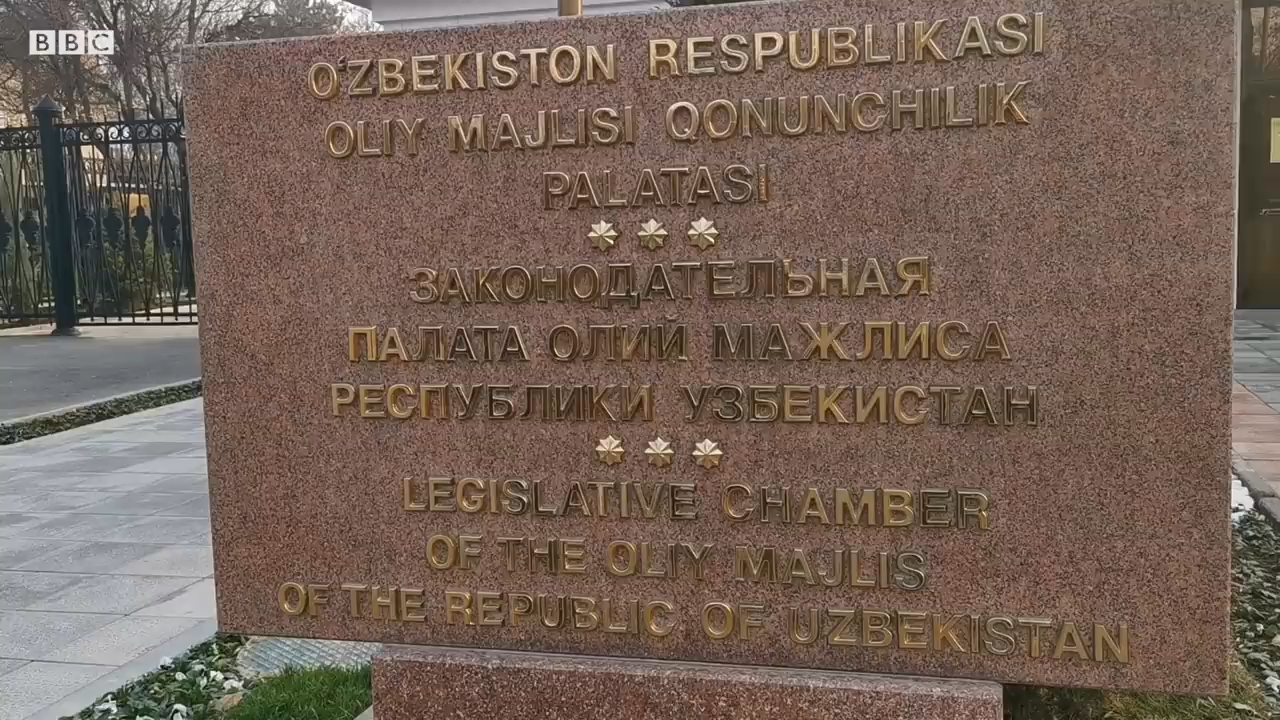 BBC
O‘ZBEKISTON RESPUBLIKASI
OLIY MAJLISI QONUNCHILIK
PALATASI
ЗАКОНОДАТЕЛЬНАЯ
ПАЛАТА ОЛИЙ МАЖЛИСА
РЕСПУБЛИКИ УЗБЕКИСТАН
LEGISLATIVE CHAMBER
OF THE OLIY MAJLIS
OF THE REPUBLIC OF UZBEKISTAN